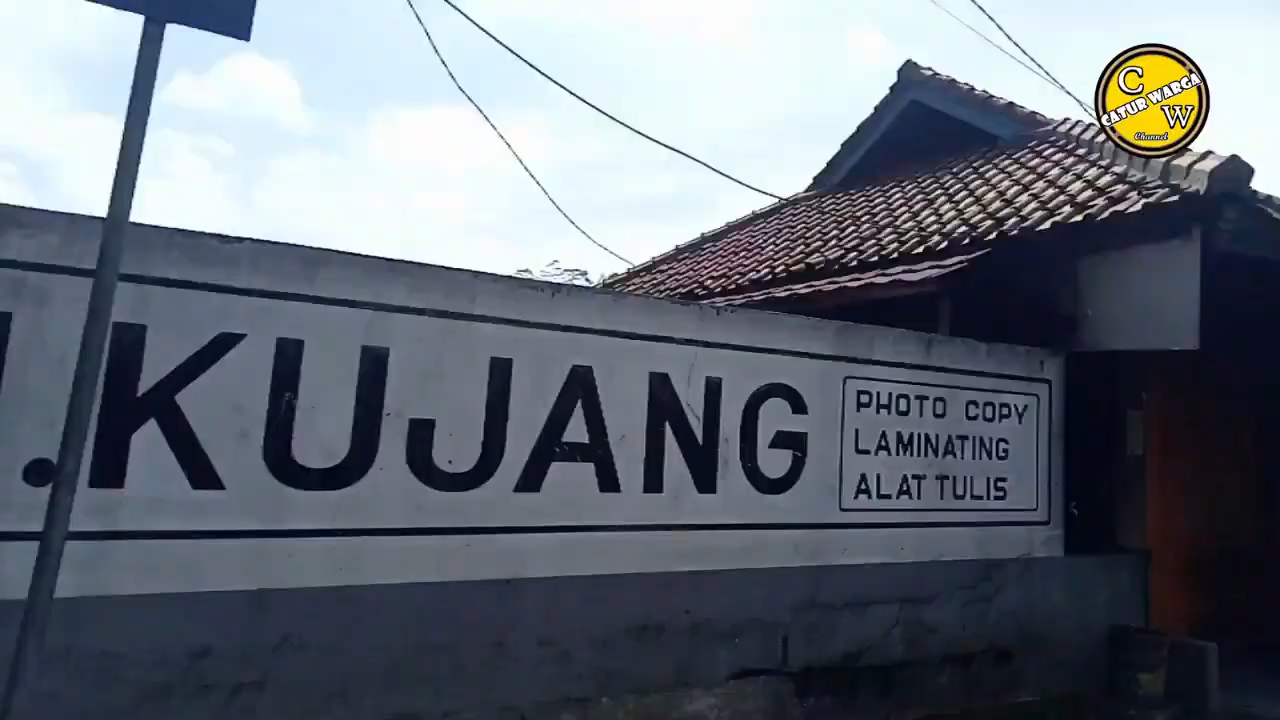 .KUJANG
PHOTO COPY
LAMINATING
ALAT TULIS
C
CATUR WARGA
W
Channel